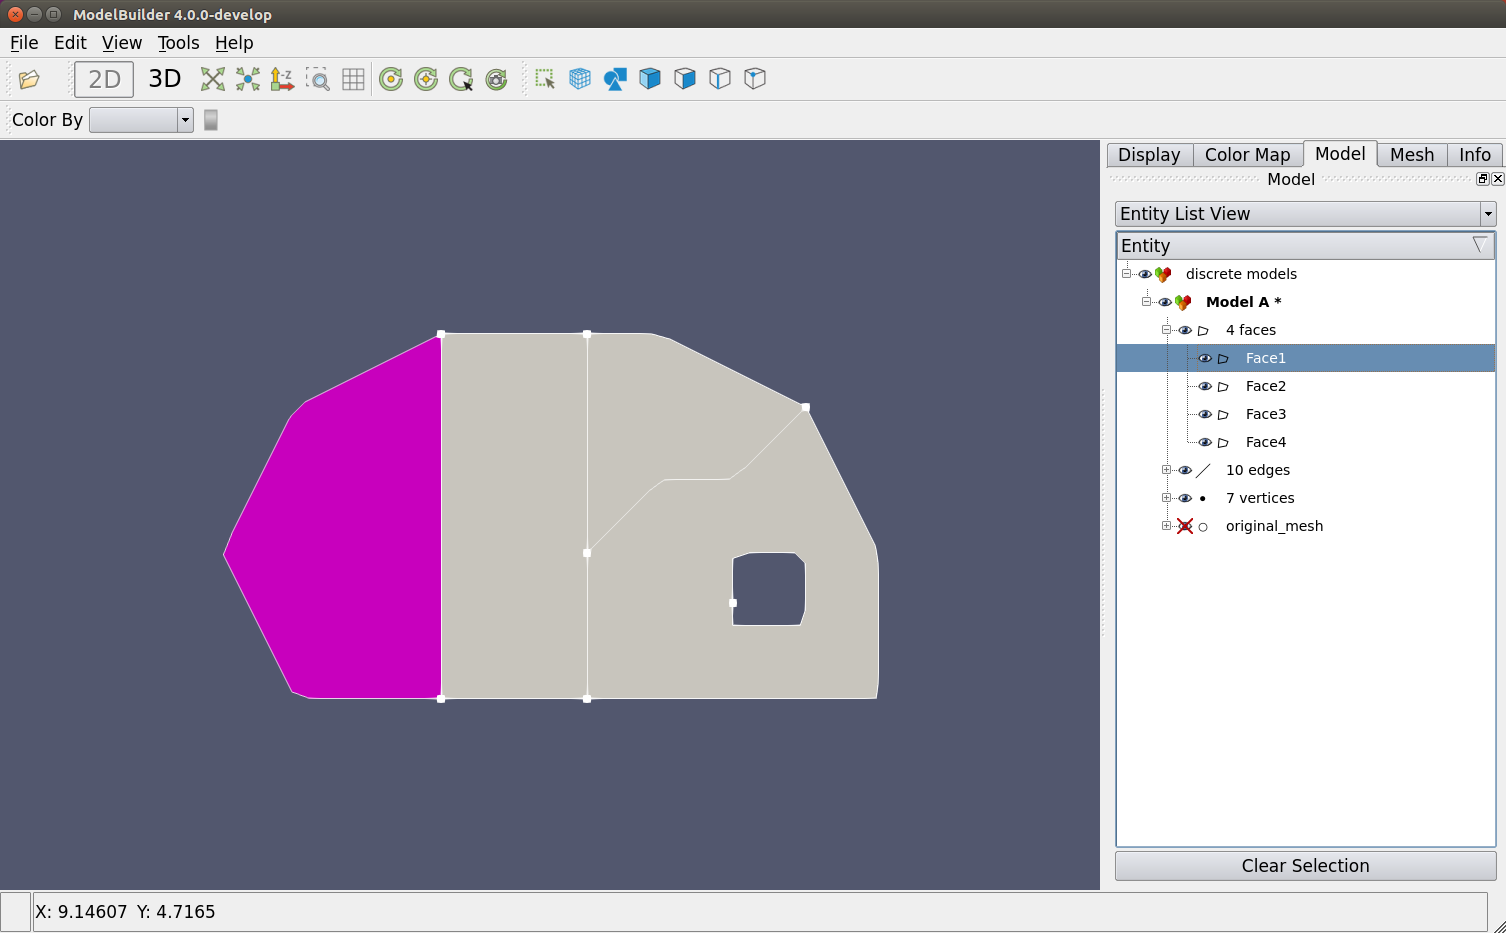 ModelBuilder 4.0.0-develop
File Edit View Tools Help
2D 3D -Z
Color By
Display Color Map Model Mesh Info
Model
Entity List View
Entity
discrete models
Model A *
4 faces
Face1
Face2
Face3
Face4
10 edges
7 vertices
original_mesh
Clear Selection
X: 9.14607 Y: 4.7165